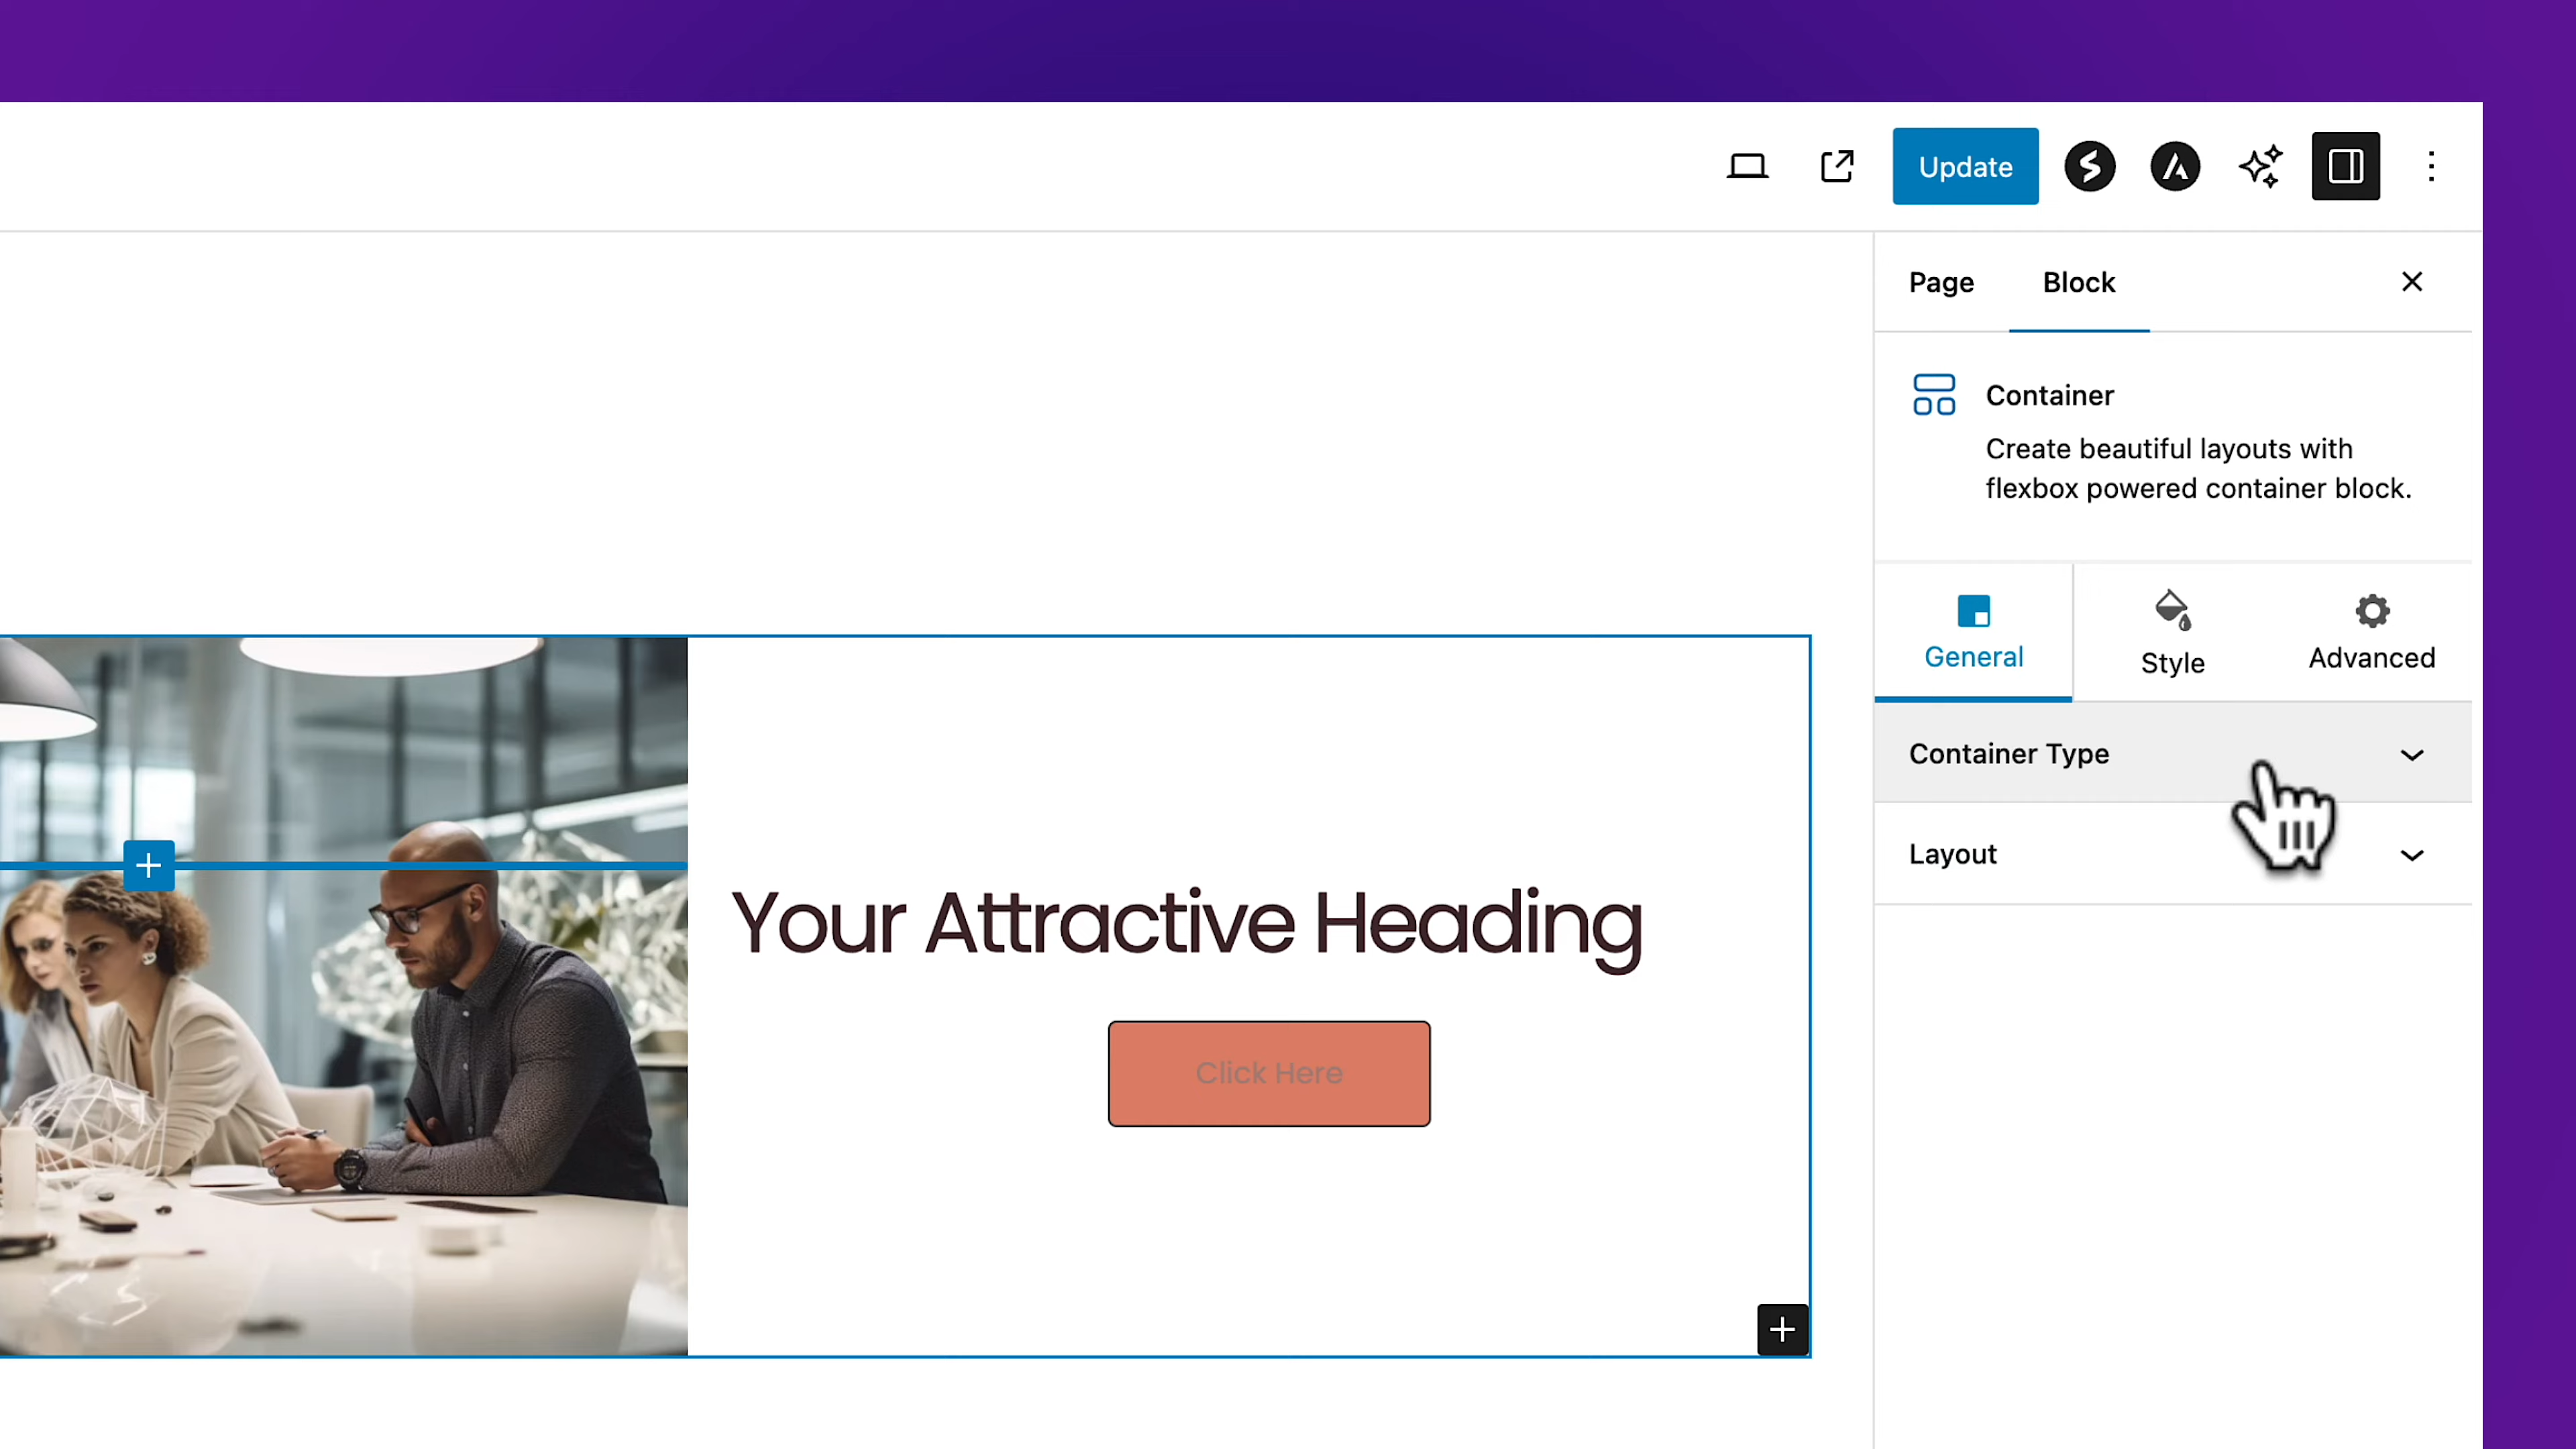 Update
Page
Block
Container
Create beautiful layouts with
flexbox powered container block.
General
Style
Advanced
Container Type
Layout
Your Attractive Heading
Click Here